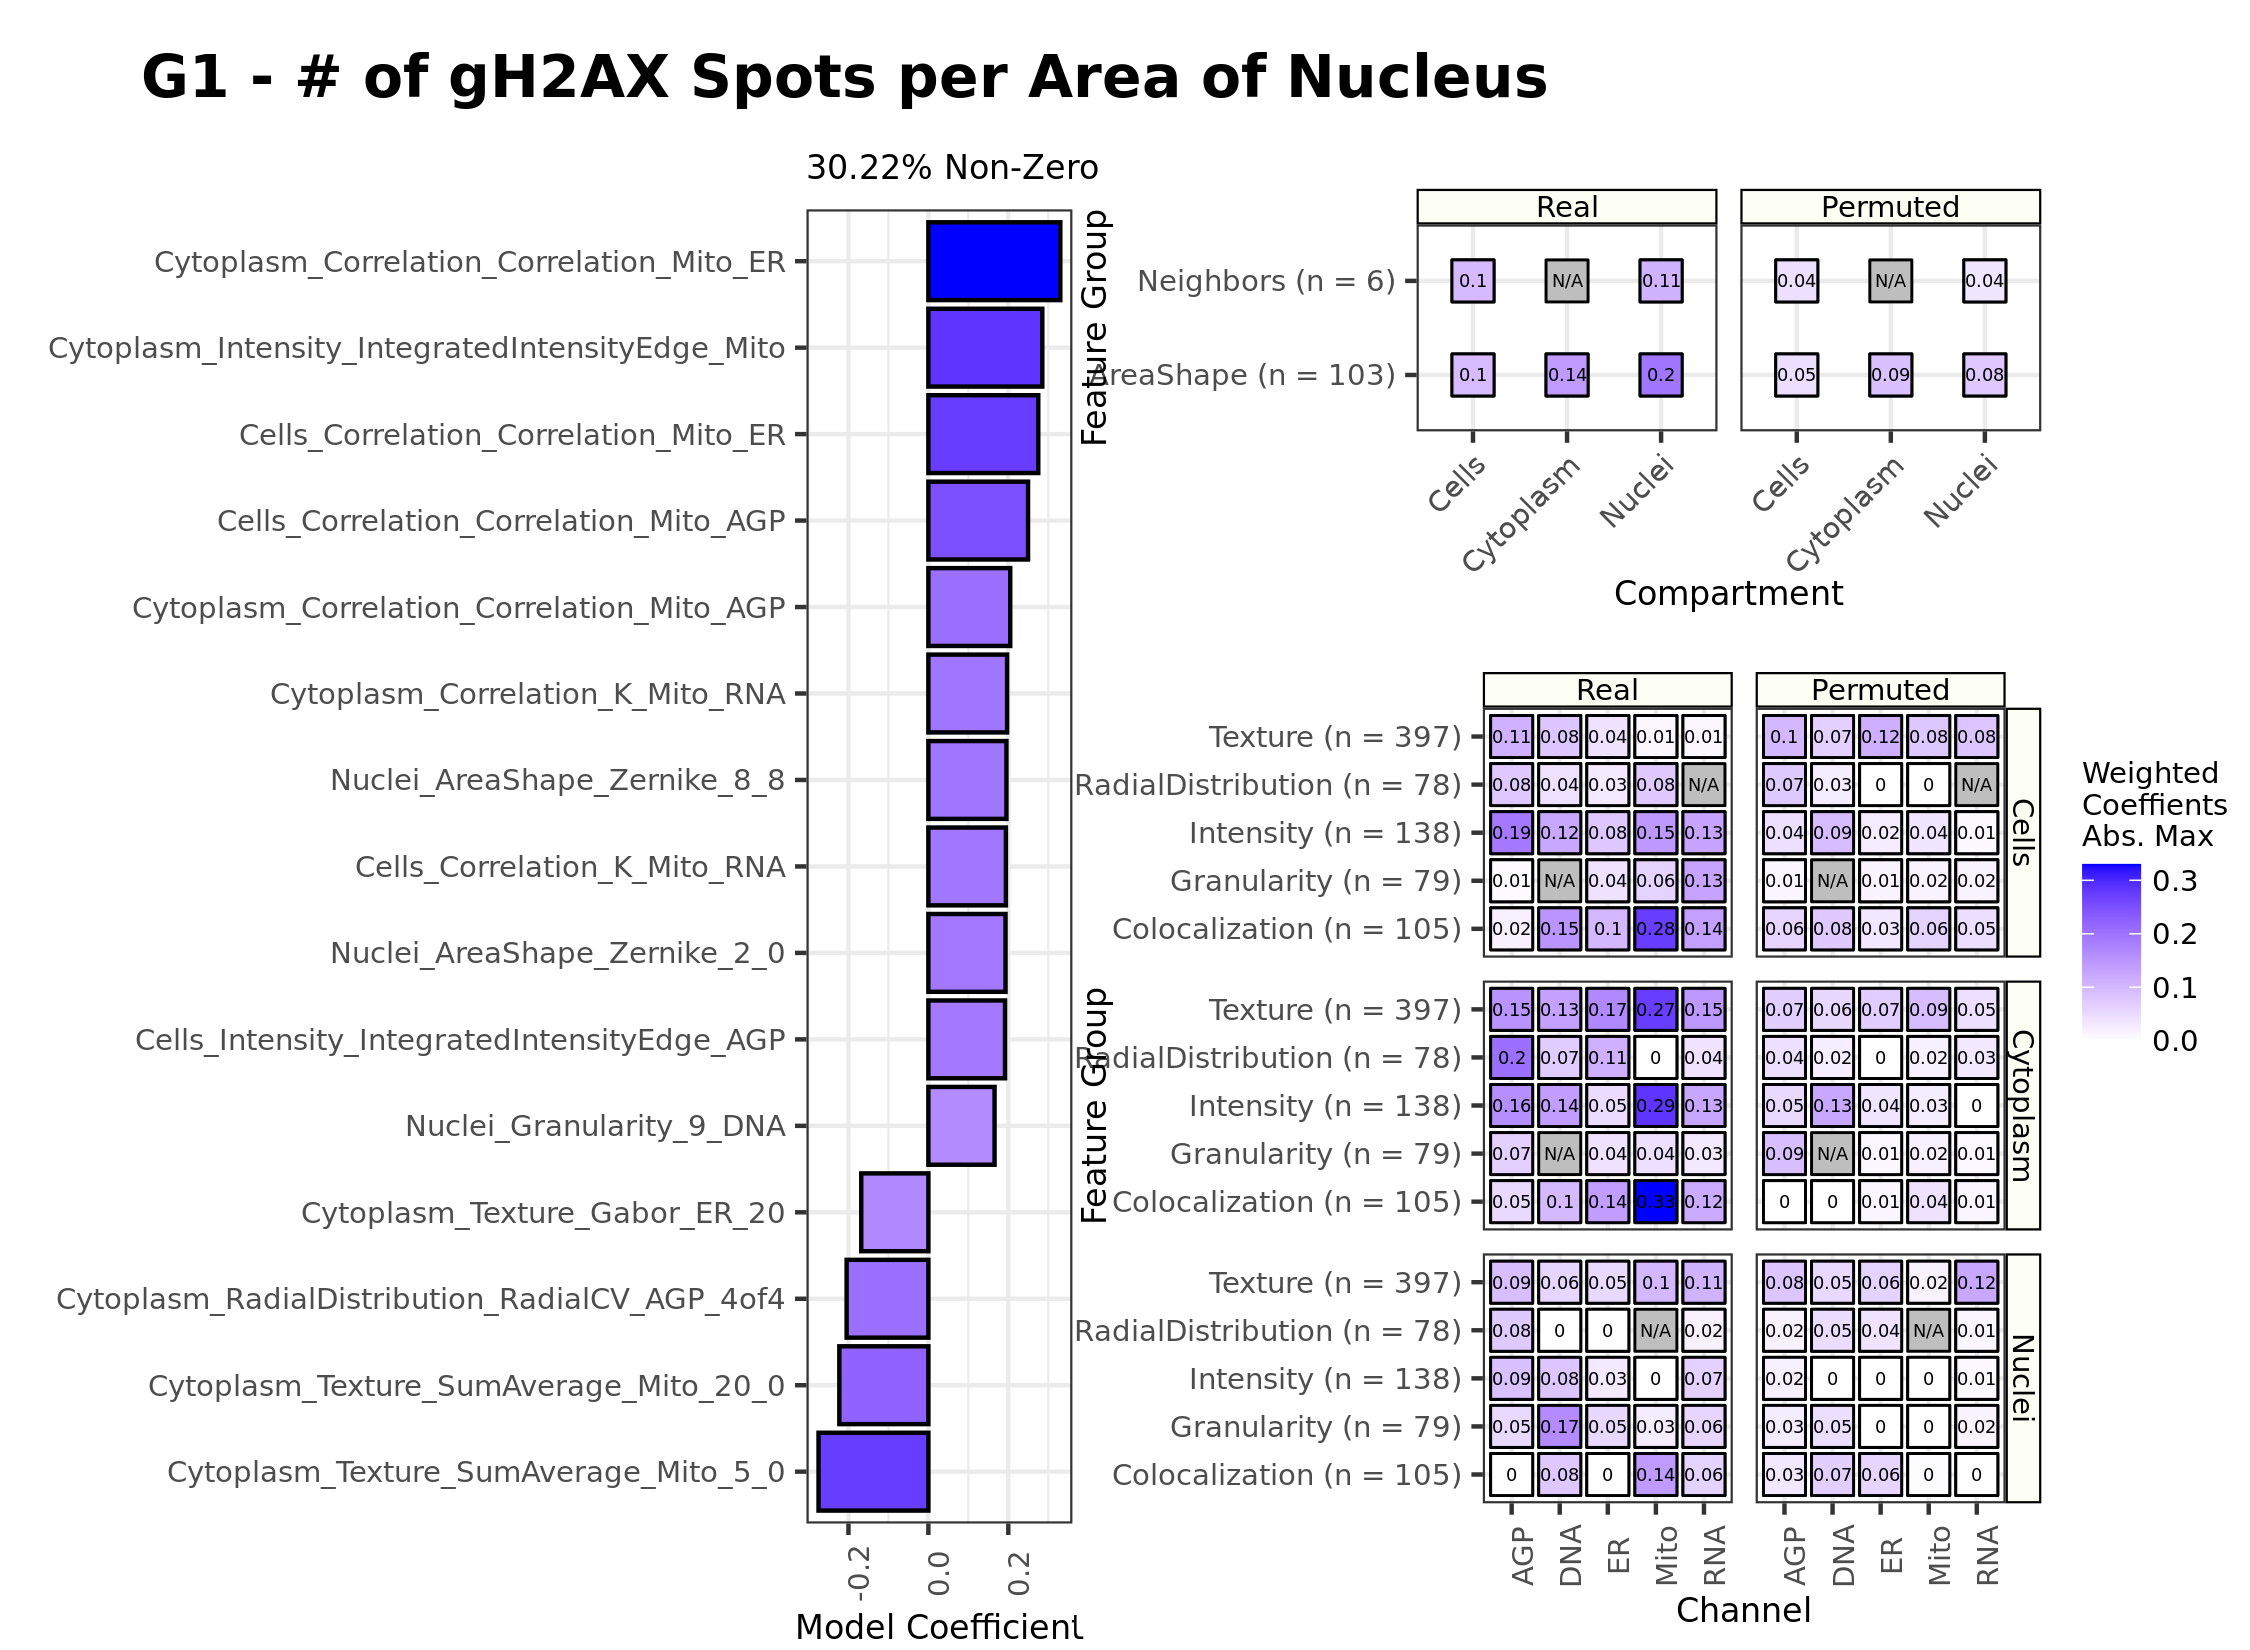 G1 - # of gH2AX Spots per Area of Nucleus
30.22% Non-Zero
Cytoplasm_Correlation_Correlation_Mito_ER
Cytoplasm_Intensity_IntegratedIntensityEdge_Mito
Cells_Correlation_Correlation_Mito_ER
Cells_Correlation_Correlation_Mito_AGP
Cytoplasm_Correlation_Correlation_Mito_AGP
Cytoplasm_Correlation_K_Mito_RNA
Nuclei_AreaShape_Zernike_8_8
Cells_Correlation_K_Mito_RNA
Nuclei_AreaShape_Zernike_2_0
Cells_Intensity_IntegratedIntensityEdge_AGP
Nuclei_Granularity_9_DNA
Cytoplasm_Texture_Gabor_ER_20
Cytoplasm_RadialDistribution_RadialCV_AGP_4of4
Cytoplasm_Texture_SumAverage_Mito_20_0
Cytoplasm_Texture_SumAverage_Mito_5_0
-0.2 0.0 0.2
Model Coefficient
Feature Group
Real Permuted
Neighbors (n = 6) 0.1 N/A 0.11 0.04 N/A 0.04
AreaShape (n = 103) 0.1 0.14 0.2 0.05 0.09 0.08
Cells Cytoplasm Nuclei Cells Cytoplasm Nuclei
Compartment
Feature Group
Real Permuted
Texture (n = 397) 0.11 0.08 0.04 0.01 0.01 0.1 0.07 0.12 0.08 0.08
RadialDistribution (n = 78) 0.08 0.04 0.03 0.08 N/A 0.07 0.03 0 0 N/A
Intensity (n = 138) 0.19 0.12 0.08 0.15 0.13 0.04 0.09 0.02 0.04 0.01
Granularity (n = 79) 0.01 N/A 0.04 0.06 0.13 0.01 N/A 0.01 0.02 0.02
Colocalization (n = 105) 0.02 0.15 0.1 0.28 0.14 0.06 0.08 0.03 0.06 0.05
Cells
Texture (n = 397) 0.15 0.13 0.17 0.27 0.15 0.07 0.06 0.07 0.09 0.05
RadialDistribution (n = 78) 0.2 0.07 0.11 0 0.04 0.04 0.02 0 0.02 0.03
Intensity (n = 138) 0.16 0.14 0.05 0.29 0.13 0.05 0.13 0.04 0.03 0
Granularity (n = 79) 0.07 N/A 0.04 0.04 0.03 0.09 N/A 0.01 0.02 0.01
Colocalization (n = 105) 0.05 0.1 0.14 0.33 0.12 0 0 0.01 0.04 0.01
Cytoplasm
Texture (n = 397) 0.09 0.06 0.05 0.1 0.11 0.08 0.05 0.06 0.02 0.12
RadialDistribution (n = 78) 0.08 0 0 N/A 0.02 0.02 0.05 0.04 N/A 0.01
Intensity (n = 138) 0.09 0.08 0.03 0 0.07 0.02 0 0 0 0.01
Granularity (n = 79) 0.05 0.17 0.05 0.03 0.06 0.03 0.05 0 0 0.02
Colocalization (n = 105) 0 0.08 0 0.14 0.06 0.03 0.07 0.06 0 0
Nuclei
AGP DNA ER Mito RNA AGP DNA ER Mito RNA
Channel
Weighted
Coeffients
Abs. Max
0.3
0.2
0.1
0.0